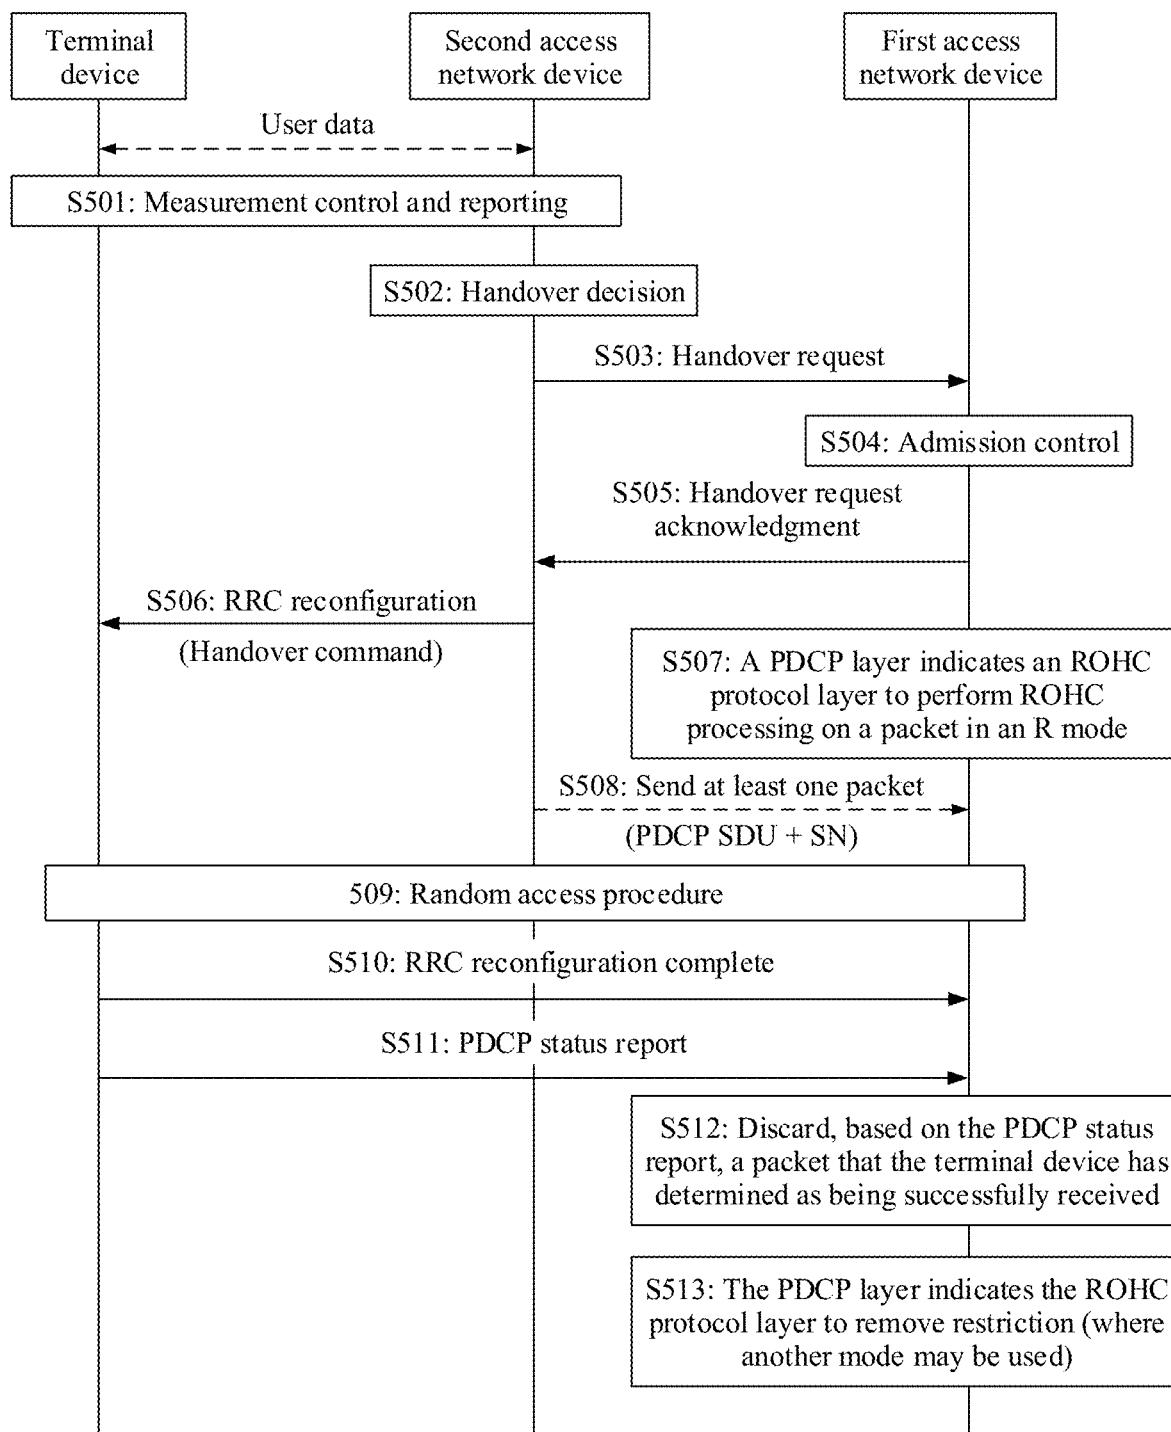 Terminal
device
Second access
network device
First access
network device
User data
S501: Measurement control and reporting
S502: Handover decision
S503: Handover request
S504: Admission control
S505: Handover request
acknowledgment
S506: RRC reconfiguration
(Handover command)
S507: A PDCP layer indicates an ROHC
protocol layer to perform ROHC
processing on a packet in an R mode
S508: Send at least one packet
(PDCP SDU + SN)
509: Random access procedure
S510: RRC reconfiguration complete
S511: PDCP status report
S512: Discard, based on the PDCP status
report, a packet that the terminal device has
determined as being successfully received
S513: The PDCP layer indicates the ROHC
protocol layer to remove restriction (where
another mode may be used)